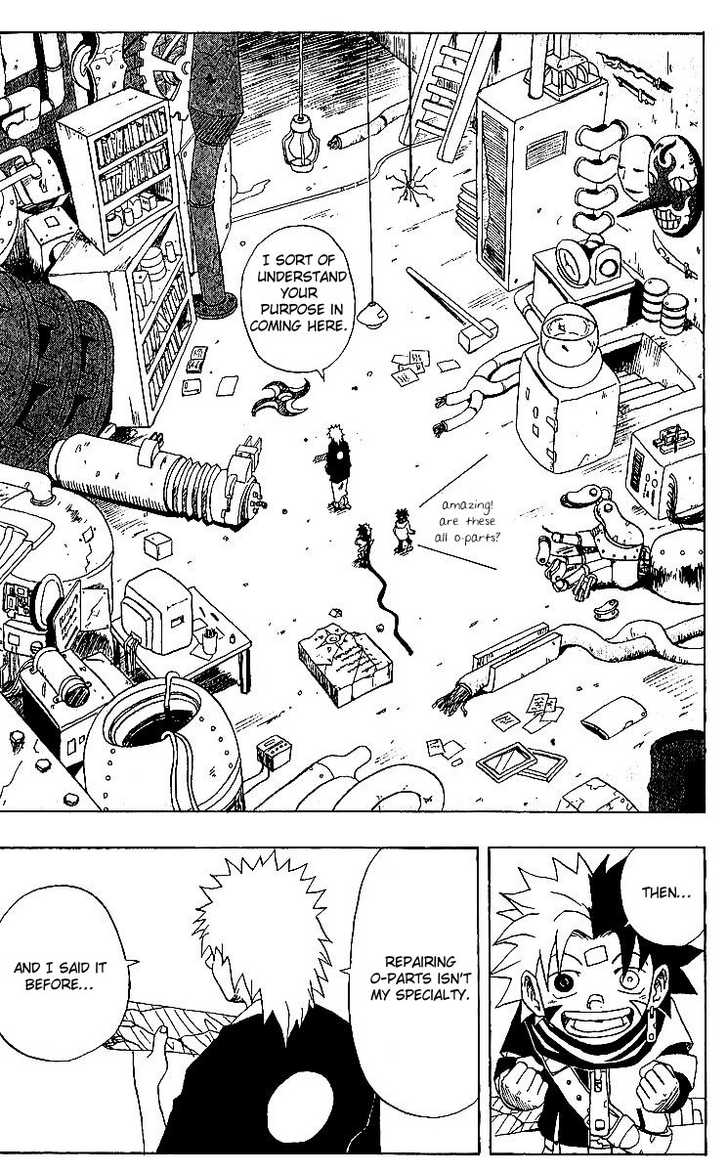 I SORT OF
UNDERSTAND
YOUR
PURPOSE IN
COMING HERE.
amazing!
are these
all o-parts?
THEN...
REPAIRING
O-PARTS ISN'T
MY SPECIALTY.
AND I SAID IT
BEFORE...